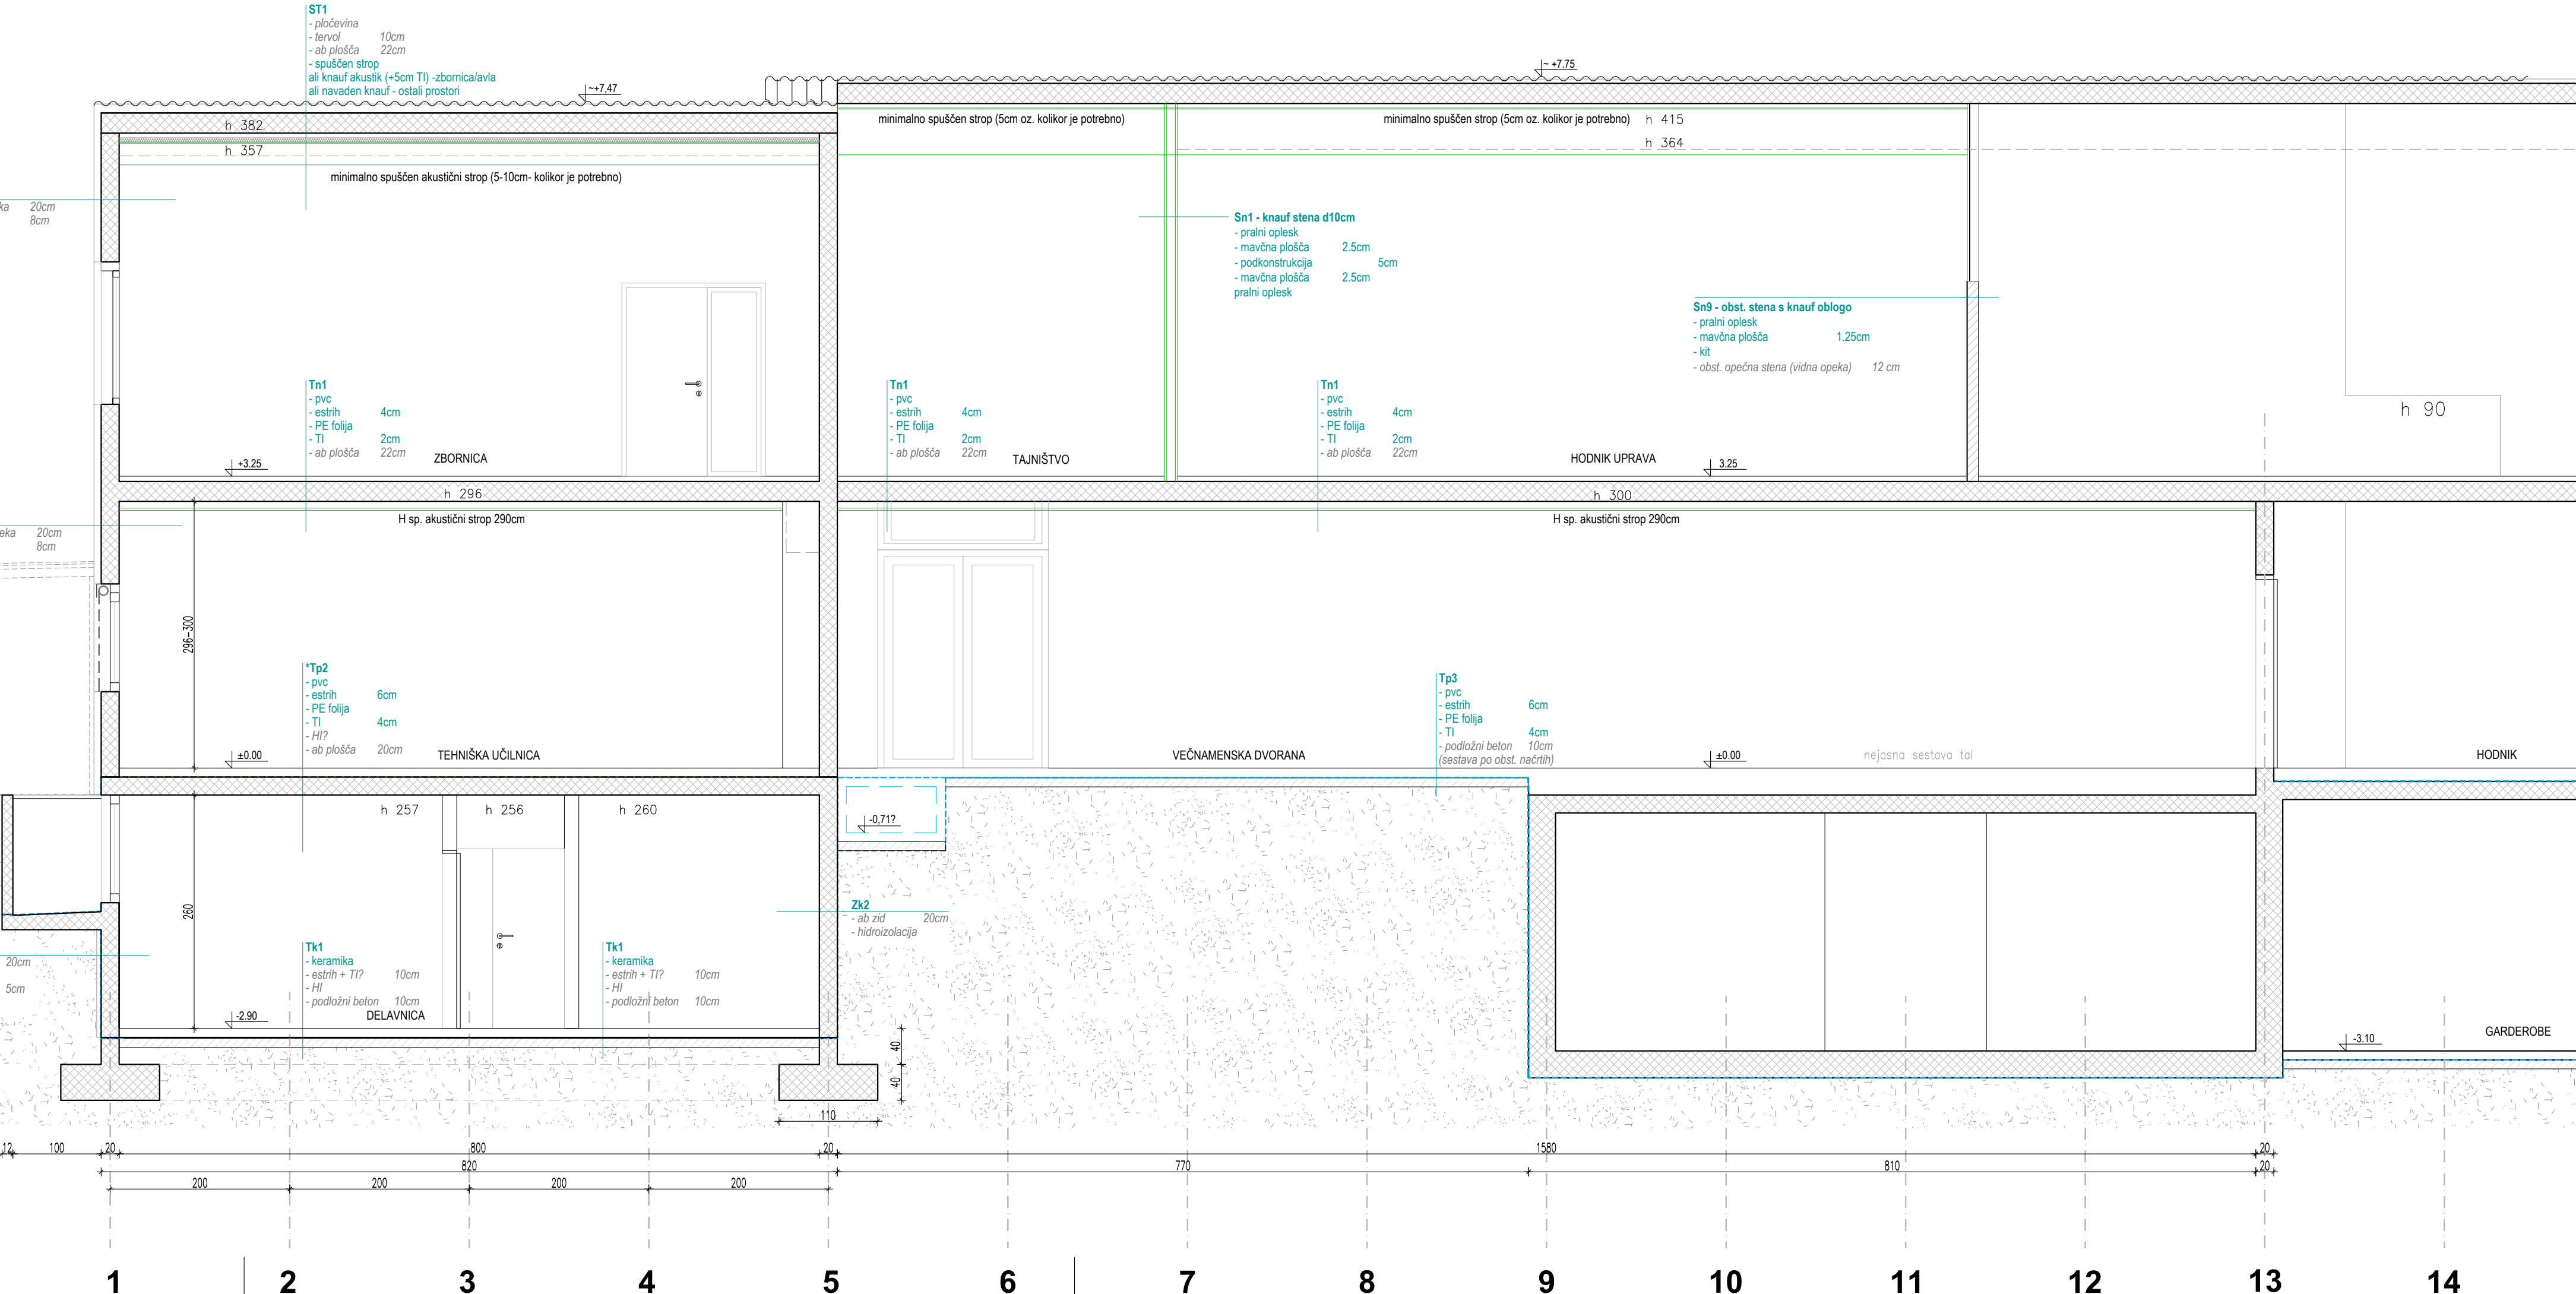 ST1
- pločevina
- tervol 10cm
- ab plošča 22cm
- spuščen strop
ali knauf akustik (+5cm TI) -zbornica/avla
ali navaden knauf - ostali prostori
~+7,47
~ +7.75
h 382
h 357
minimalno spuščen akustični strop (5-10cm- kolikor je potrebno)
minimalno spuščen strop (5cm oz. kolikor je potrebno)
minimalno spuščen strop (5cm oz. kolikor je potrebno)
h 415
h 364
20cm
8cm
Sn1 - knauf stena d10cm
- pralni oplesk
- mavčna plošča 2.5cm
- podkonstrukcija 5cm
- mavčna plošča 2.5cm
pralni oplesk
Sn9 - obst. stena s knauf oblogo
- pralni oplesk
- mavčna plošča 1.25cm
- kit
- obst. opečna stena (vidna opeka) 12 cm
Tn1
- pvc
- estrih 4cm
- PE folija
- TI 2cm
- ab plošča 22cm
Tn1
- pvc
- estrih 4cm
- PE folija
- TI 2cm
- ab plošča 22cm
Tn1
- pvc
- estrih 4cm
- PE folija
- TI 2cm
- ab plošča 22cm
h 90
+3.25
ZBORNICA
TAJNIŠTVO
HODNIK UPRAVA
3.25
h 296
h 300
H sp. akustični strop 290cm
H sp. akustični strop 290cm
20cm
8cm
296-300
*Tp2
- pvc
- estrih 6cm
- PE folija
- TI 4cm
- HI?
- ab plošča 20cm
Tp3
- pvc
- estrih 6cm
- PE folija
- TI 4cm
- podložni beton 10cm
(sestava po obst. načrtih)
±0.00
TEHNIŠKA UČILNICA
VEČNAMENSKA DVORANA
±0.00
nejasna sestava tal
HODNIK
h 257
h 256
h 260
-0,71?
260
Zk2
- ab zid 20cm
- hidroizolacija
20cm
5cm
Tk1
- keramika
- estrih + TI? 10cm
- HI
- podložni beton 10cm
Tk1
- keramika
- estrih + TI? 10cm
- HI
- podložni beton 10cm
-2.90
DELAVNICA
-3.10
GARDEROBE
40
40
110
12 100 20 800 20 1580 20
820 770 810 20
200 200 200 200
1 2 3 4 5 6 7 8 9 10 11 12 13 14